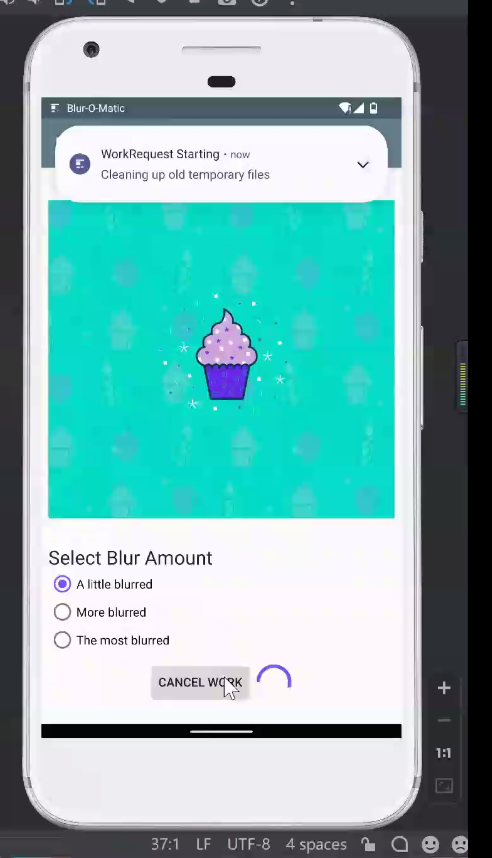 Blur-O-Matic
WorkRequest Starting • now
Cleaning up old temporary files
Select Blur Amount
A little blurred
More blurred
The most blurred
CANCEL WORK
1:1
37:1 LF UTF-8 4 spaces